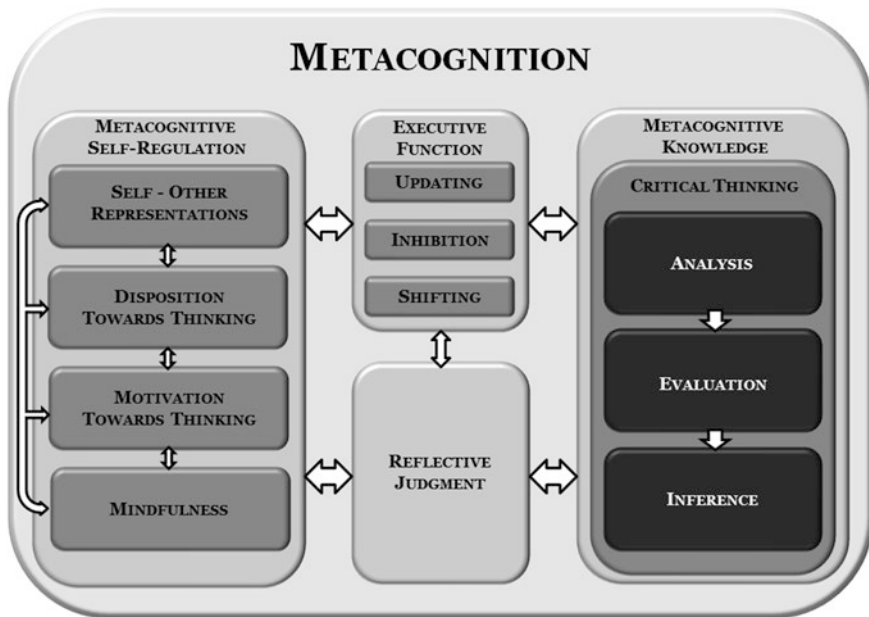 METACOGNITION
METACOGNITIVE
SELF-REGULATION
SELF - OTHER
REPRESENTATIONS
DISPOSITION
TOWARDS THINKING
MOTIVATION
TOWARDS THINKING
MINDFULNESS
EXECUTIVE
FUNCTION
UPDATING
INHIBITION
SHIFTING
REFLECTIVE
JUDGMENT
METACOGNITIVE
KNOWLEDGE
CRITICAL THINKING
ANALYSIS
EVALUATION
INFERENCE